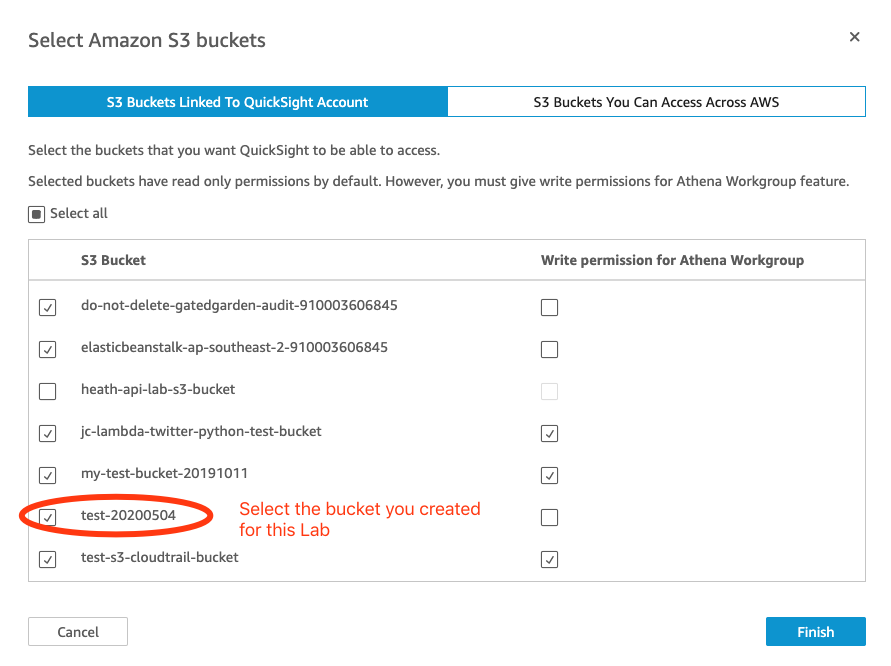 Select Amazon S3 buckets
S3 Buckets Linked To QuickSight Account
S3 Buckets You Can Access Across AWS
Select the buckets that you want QuickSight to be able to access.
Selected buckets have read only permissions by default. However, you must give write permissions for Athena Workgroup feature.
Select all
S3 Bucket
Write permission for Athena Workgroup
do-not-delete-gatedgarden-audit-910003606845
elasticbeanstalk-ap-southeast-2-910003606845
heath-api-lab-s3-bucket
jc-lambda-twitter-python-test-bucket
my-test-bucket-20191011
test-20200504
Select the bucket you created
for this Lab
test-s3-cloudtrail-bucket
Cancel
Finish